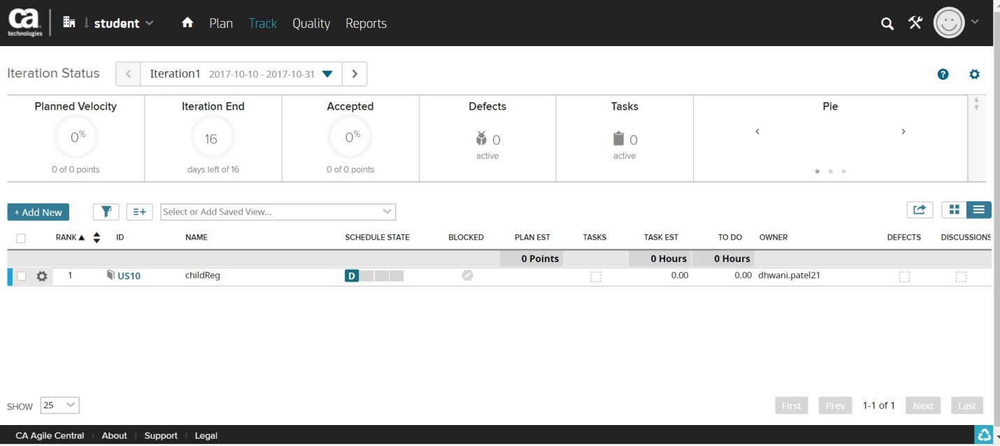 ca technologies student Plan Track Quality Reports
Iteration Status Iteration1 2017-10-10 - 2017-10-31
Planned Velocity Iteration End Accepted Defects Tasks Pie
0% 16 0% 0 0
active active
0 of 0 points days left of 16 0 of 0 points
+ Add New Select or Add Saved View...
RANK ID NAME SCHEDULE STATE BLOCKED PLAN EST TASKS TASK EST TO DO OWNER DEFECTS DISCUSSIONS
0 Points 0 Hours 0 Hours
1 US10 childReg D 0.00 0.00 dhwani.patel21
SHOW 25 First Prev 1-1 of 1 Next Last
CA Agile Central About Support Legal